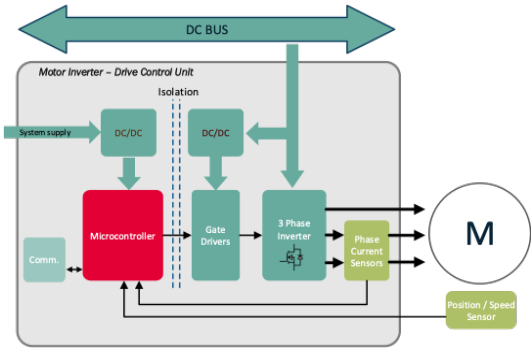 DC BUS
Motor Inverter – Drive Control Unit
Isolation
System supply
DC/DC
DC/DC
Microcontroller
Gate
Drivers
3 Phase
Inverter
Phase
Current
Sensors
M
Comm.
Position / Speed
Sensor